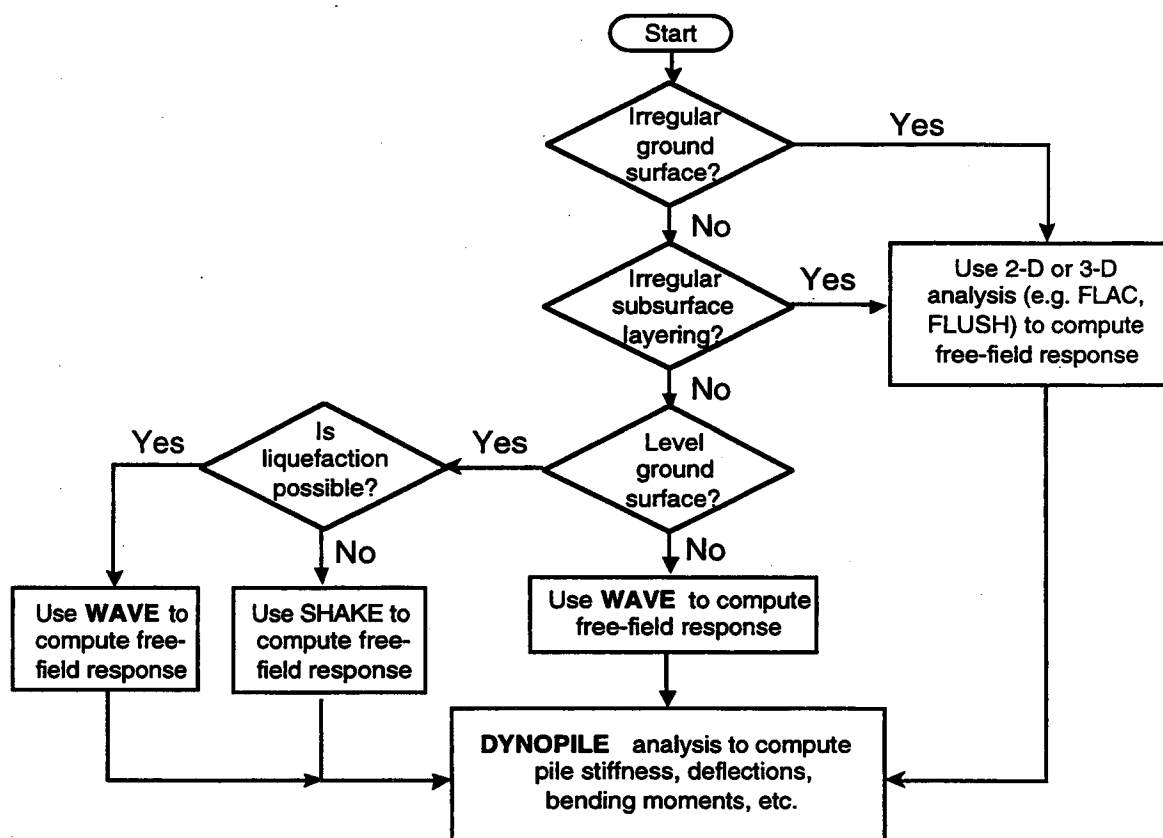 Start
Irregular
ground
surface?
Yes
No
Irregular
subsurface
layering?
Yes
Use 2-D or 3-D
analysis (e.g. FLAC,
FLUSH) to compute
free-field response
No
Level
ground
surface?
Yes
Is
liquefaction
possible?
Yes
No
No
Use WAVE to
compute free-
field response
Use SHAKE to
compute free-
field response
Use WAVE to compute
free-field response
DYNOPILE analysis to compute
pile stiffness, deflections,
bending moments, etc.